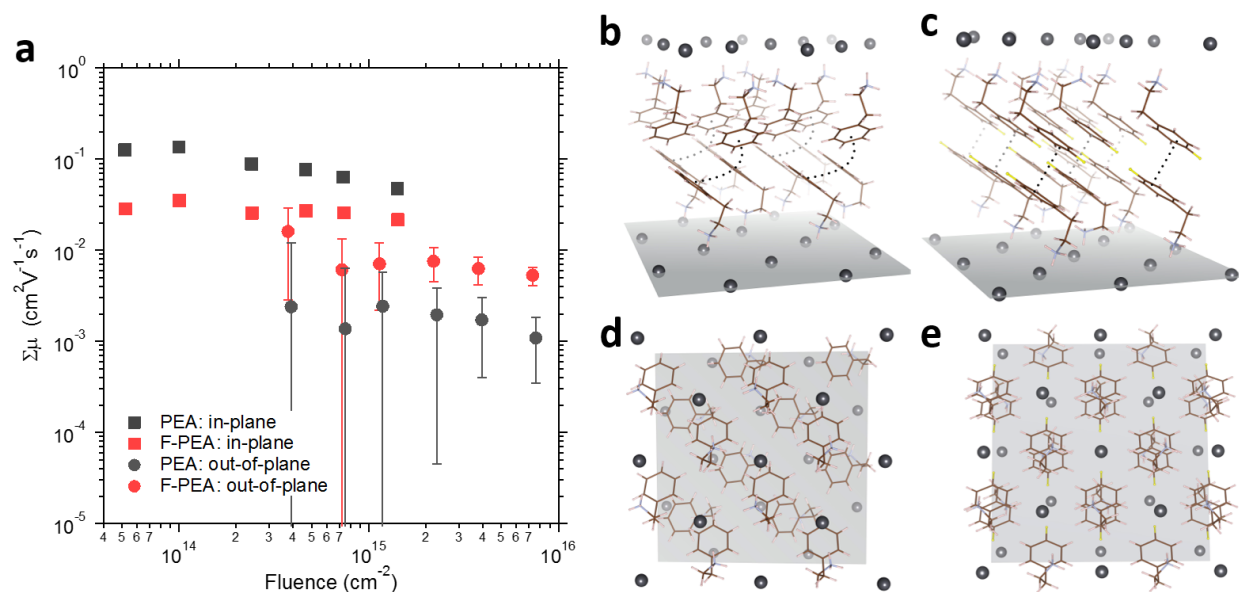 a
b
c
10⁰
10⁻¹
10⁻²
10⁻³
10⁻⁴
10⁻⁵
Σμ (cm²V⁻¹s⁻¹)
PEA: in-plane
F-PEA: in-plane
PEA: out-of-plane
F-PEA: out-of-plane
4 5 6 7 10¹⁴ 2 3 4 5 6 7 10¹⁵ 2 3 4 5 6 7 10¹⁶
Fluence (cm⁻²)
d
e